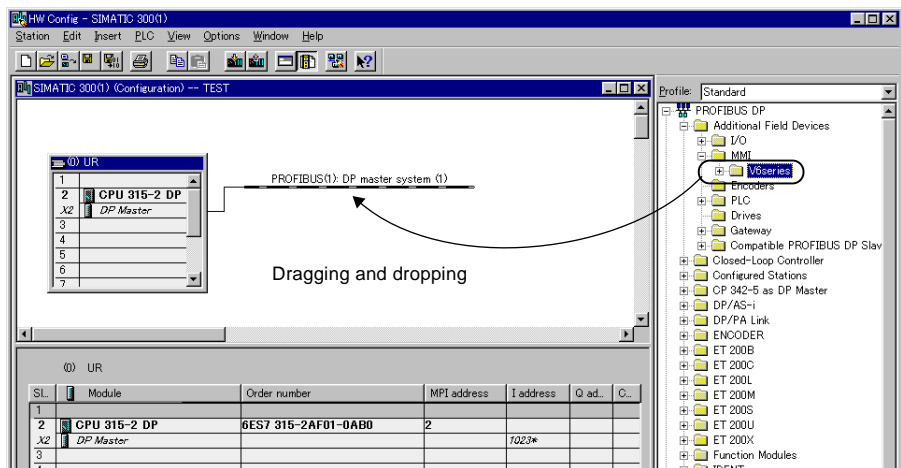 HW Config - SIMATIC 300(1)
Station Edit Insert PLC View Options Window Help
SIMATIC 300(1) (Configuration) -- TEST
(0) UR
1
2 CPU 315-2 DP
X2 DP Master
3
4
5
6
7
PROFIBUS(1): DP master system (1)
Dragging and dropping
Profile: Standard
PROFIBUS DP
Additional Field Devices
I/O
MMI
V6series
Encoders
PLC
Drives
Gateway
Compatible PROFIBUS DP Slav
Closed-Loop Controller
Configured Stations
CP 342-5 as DP Master
DP/AS-i
DP/PA Link
ENCODER
ET 200B
ET 200C
ET 200L
ET 200M
ET 200S
ET 200U
ET 200X
Function Modules
IDENT
(0) UR
Sl... Module Order number MPI address I address Q ad... C...
1
2 CPU 315-2 DP 6ES7 315-2AF01-0AB0 2
X2 DP Master 1023*
3
4